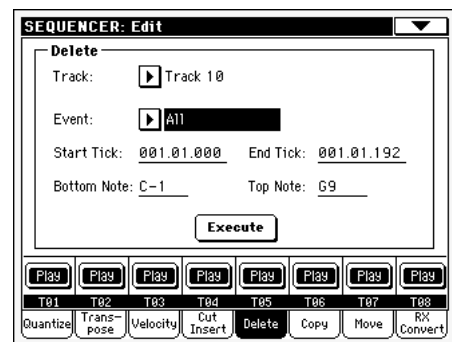 SEQUENCER: Edit
Delete
Track: Track 10
Event: All
Start Tick: 001.01.000 End Tick: 001.01.192
Bottom Note: C-1 Top Note: G9
Execute
Play Play Play Play Play Play Play Play
T01 T02 T03 T04 T05 T06 T07 T08
Quantize Trans-pose Velocity Cut Insert Delete Copy Move RX Convert